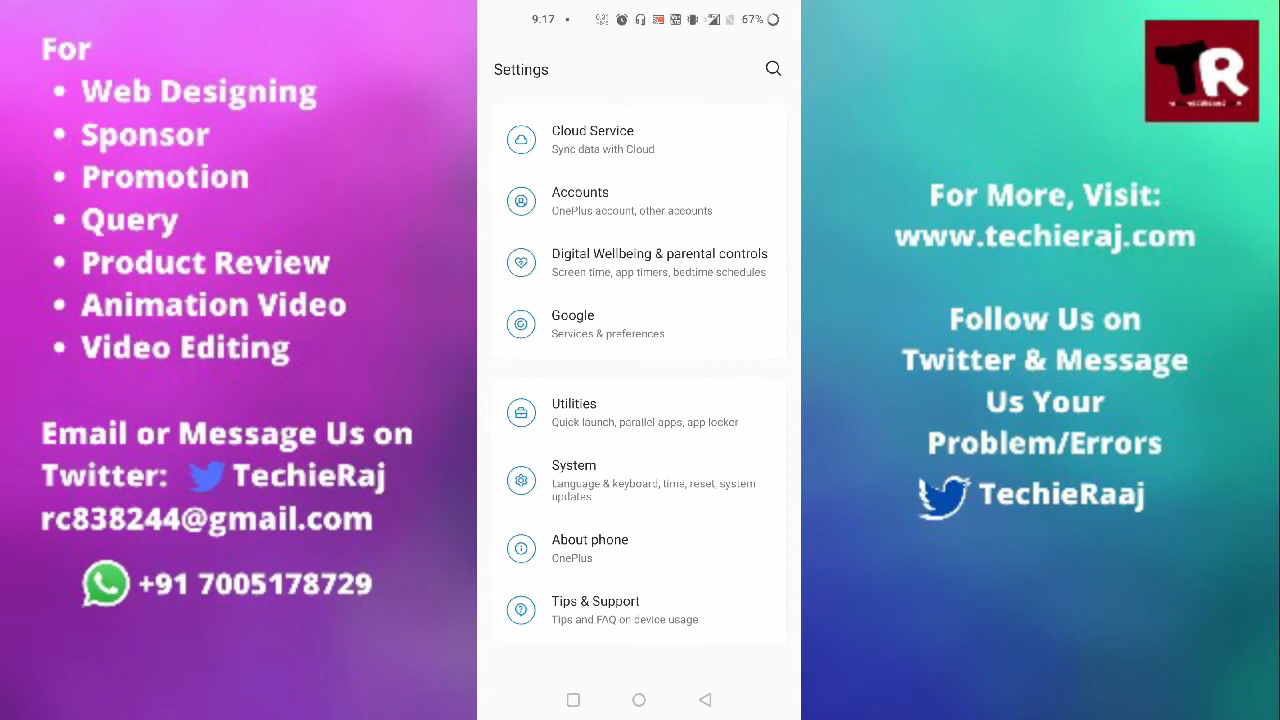 For
• Web Designing
• Sponsor
• Promotion
• Query
• Product Review
• Animation Video
• Video Editing
Email or Message Us on
Twitter: TechieRaj
rc838244@gmail.com
+91 7005178729
9:17
67%
Settings
Cloud Service
Sync data with Cloud
Accounts
OnePlus account, other accounts
Digital Wellbeing & parental controls
Screen time, app timers, bedtime schedules
Google
Services & preferences
Utilities
Quick launch, parallel apps, app locker
System
Language & keyboard, time, reset, system
updates
About phone
OnePlus
Tips & Support
Tips and FAQ on device usage
TR
For More, Visit:
www.techieraj.com
Follow Us on
Twitter & Message
Us Your
Problem/Errors
TechieRaaj